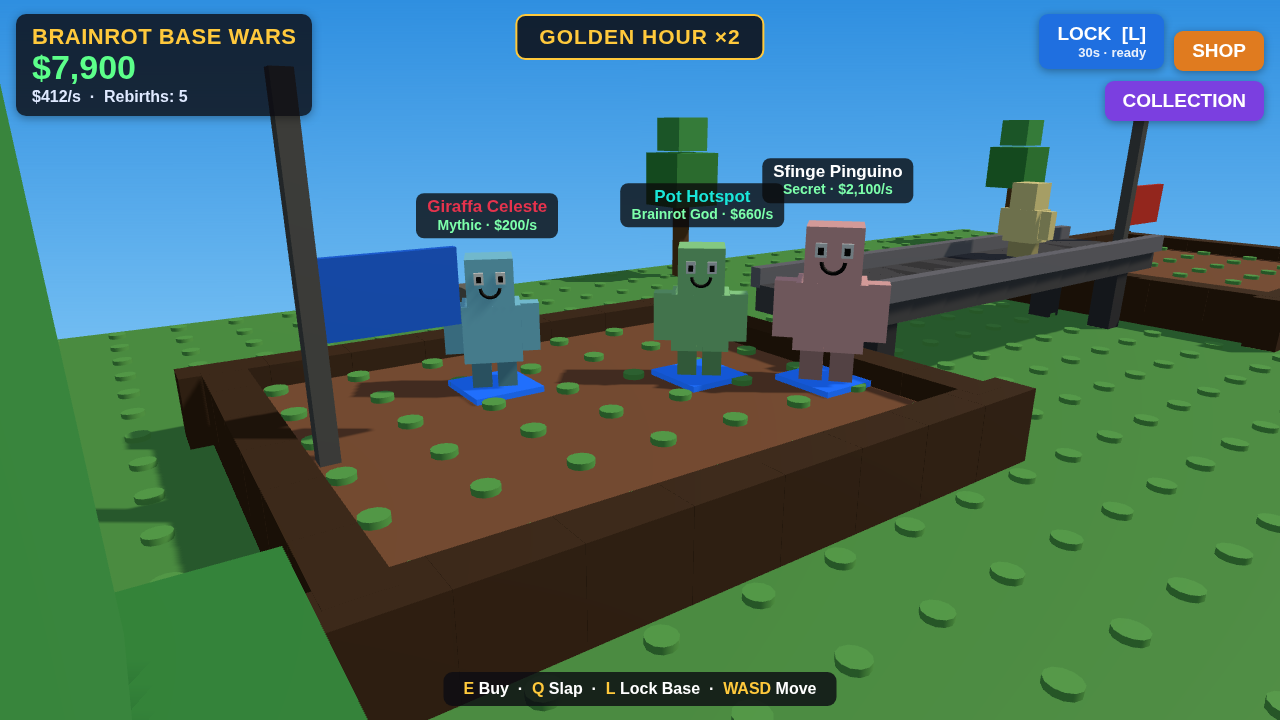 BRAINROT BASE WARS
$7,900
$412/s · Rebirths: 5
GOLDEN HOUR ×2
LOCK [L]
30s · ready
SHOP
COLLECTION
Sfinge Pinguino
Secret · $2,100/s
Pot Hotspot
Brainrot God · $660/s
Giraffa Celeste
Mythic · $200/s
E Buy · Q Slap · L Lock Base · WASD Move